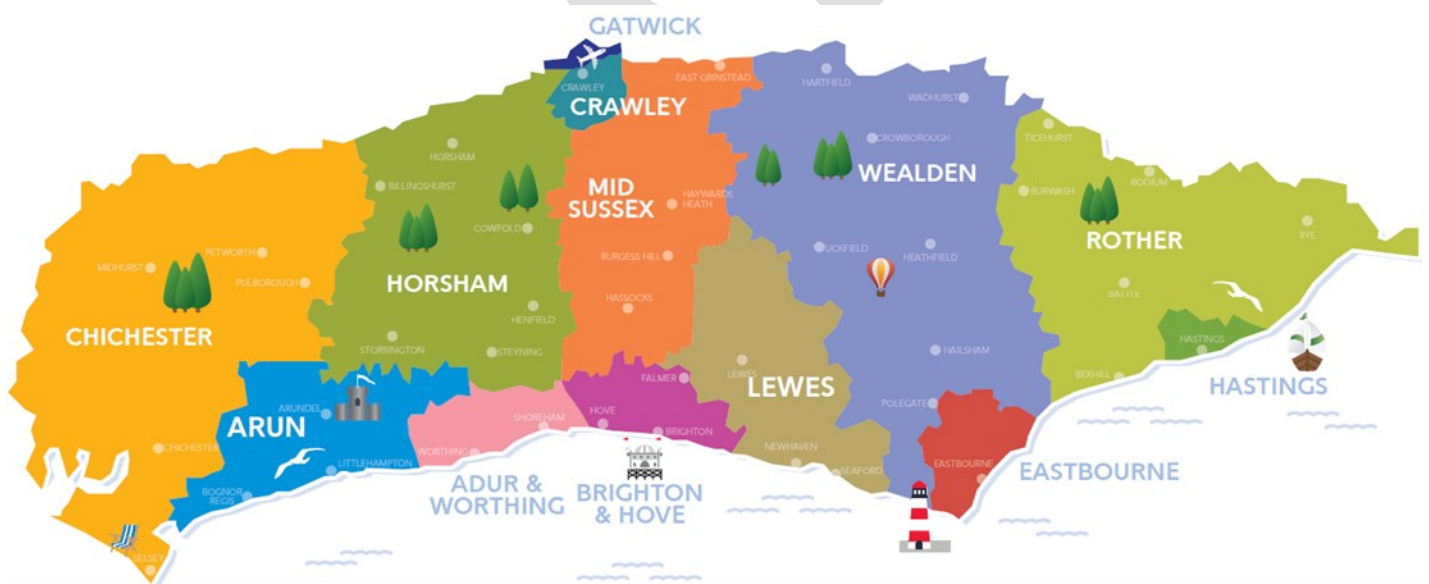 GATWICK
CRAWLEY
EAST GRINSTEAD
HARTFIELD
WADHURST
CRAWLEY
TICEHURST
CROWBOROUGH
HORSHAM
WEALDEN
BILLINGSHURST
MID
SUSSEX
HAYWARDS
HEATH
BURWASH
BODIUM
COWFOLD
ROTHER
RYE
PETWORTH
MIDHURST
PULBOROUGH
BURGESS HILL
UCKFIELD
HEATHFIELD
HORSHAM
BATTLE
HASSOCKS
HENFIELD
CHICHESTER
STORRINGTON
STEYNING
HAILSHAM
HASTINGS
LEWES
FALMER
BEXHILL
HASTINGS
LEWES
ARUNDEL
ARUN
SHOREHAM
HOVE
BRIGHTON
POLEGATE
CHICHESTER
WORTHING
NEWHAVEN
LITTLEHAMPTON
SEAFORD
EASTBOURNE
EASTBOURNE
BOGNOR
REGIS
ADUR &
WORTHING
BRIGHTON
& HOVE
SELSEY